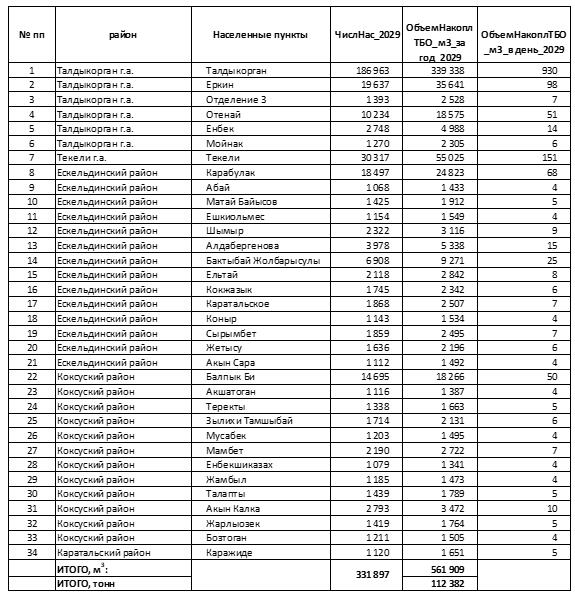 № пп район Населенные пункты ЧислНас_2029 ОбъемНакопл ТБО_м3_за год_2029 ОбъемНакоплТБО _м3_в день_2029
1 Талдыкорган г.а. Талдыкорган 186 963 339 338 930
2 Талдыкорган г.а. Еркин 19 637 35 641 98
3 Талдыкорган г.а. Отделение 3 1 393 2 528 7
4 Талдыкорган г.а. Отенай 10 234 18 575 51
5 Талдыкорган г.а. Енбек 2 748 4 988 14
6 Талдыкорган г.а. Мойнак 1 270 2 305 6
7 Текели г.а. Текели 30 317 55 025 151
8 Ескельдинский район Карабулак 18 497 24 823 68
9 Ескельдинский район Абай 1 068 1 433 4
10 Ескельдинский район Матай Байысов 1 425 1 912 5
11 Ескельдинский район Ешкиольмес 1 154 1 549 4
12 Ескельдинский район Шымыр 2 322 3 116 9
13 Ескельдинский район Алдабергенова 3 978 5 338 15
14 Ескельдинский район Бактыбай Жолбарысулы 6 908 9 271 25
15 Ескельдинский район Ельтай 2 118 2 842 8
16 Ескельдинский район Кокжазык 1 745 2 342 6
17 Ескельдинский район Каратальское 1 868 2 507 7
18 Ескельдинский район Коныр 1 143 1 534 4
19 Ескельдинский район Сырымбет 1 859 2 495 7
20 Ескельдинский район Жетысу 1 636 2 196 6
21 Ескельдинский район Акын Сара 1 112 1 492 4
22 Коксуский район Балпык Би 14 695 18 266 50
23 Коксуский район Акшатоган 1 116 1 387 4
24 Коксуский район Теректы 1 338 1 663 5
25 Коксуский район Зылихи Тамшыбай 1 714 2 131 6
26 Коксуский район Мусабек 1 203 1 495 4
27 Коксуский район Мамбет 2 190 2 722 7
28 Коксуский район Енбекшиказах 1 079 1 341 4
29 Коксуский район Жамбыл 1 185 1 473 4
30 Коксуский район Талапты 1 439 1 789 5
31 Коксуский район Акын Калка 2 793 3 472 10
32 Коксуский район Жарлыозек 1 419 1 764 5
33 Коксуский район Бозтоган 1 211 1 505 4
34 Каратальский район Каражиде 1 120 1 651 5
ИТОГО, м³: 331 897 561 909
ИТОГО, тонн 112 382